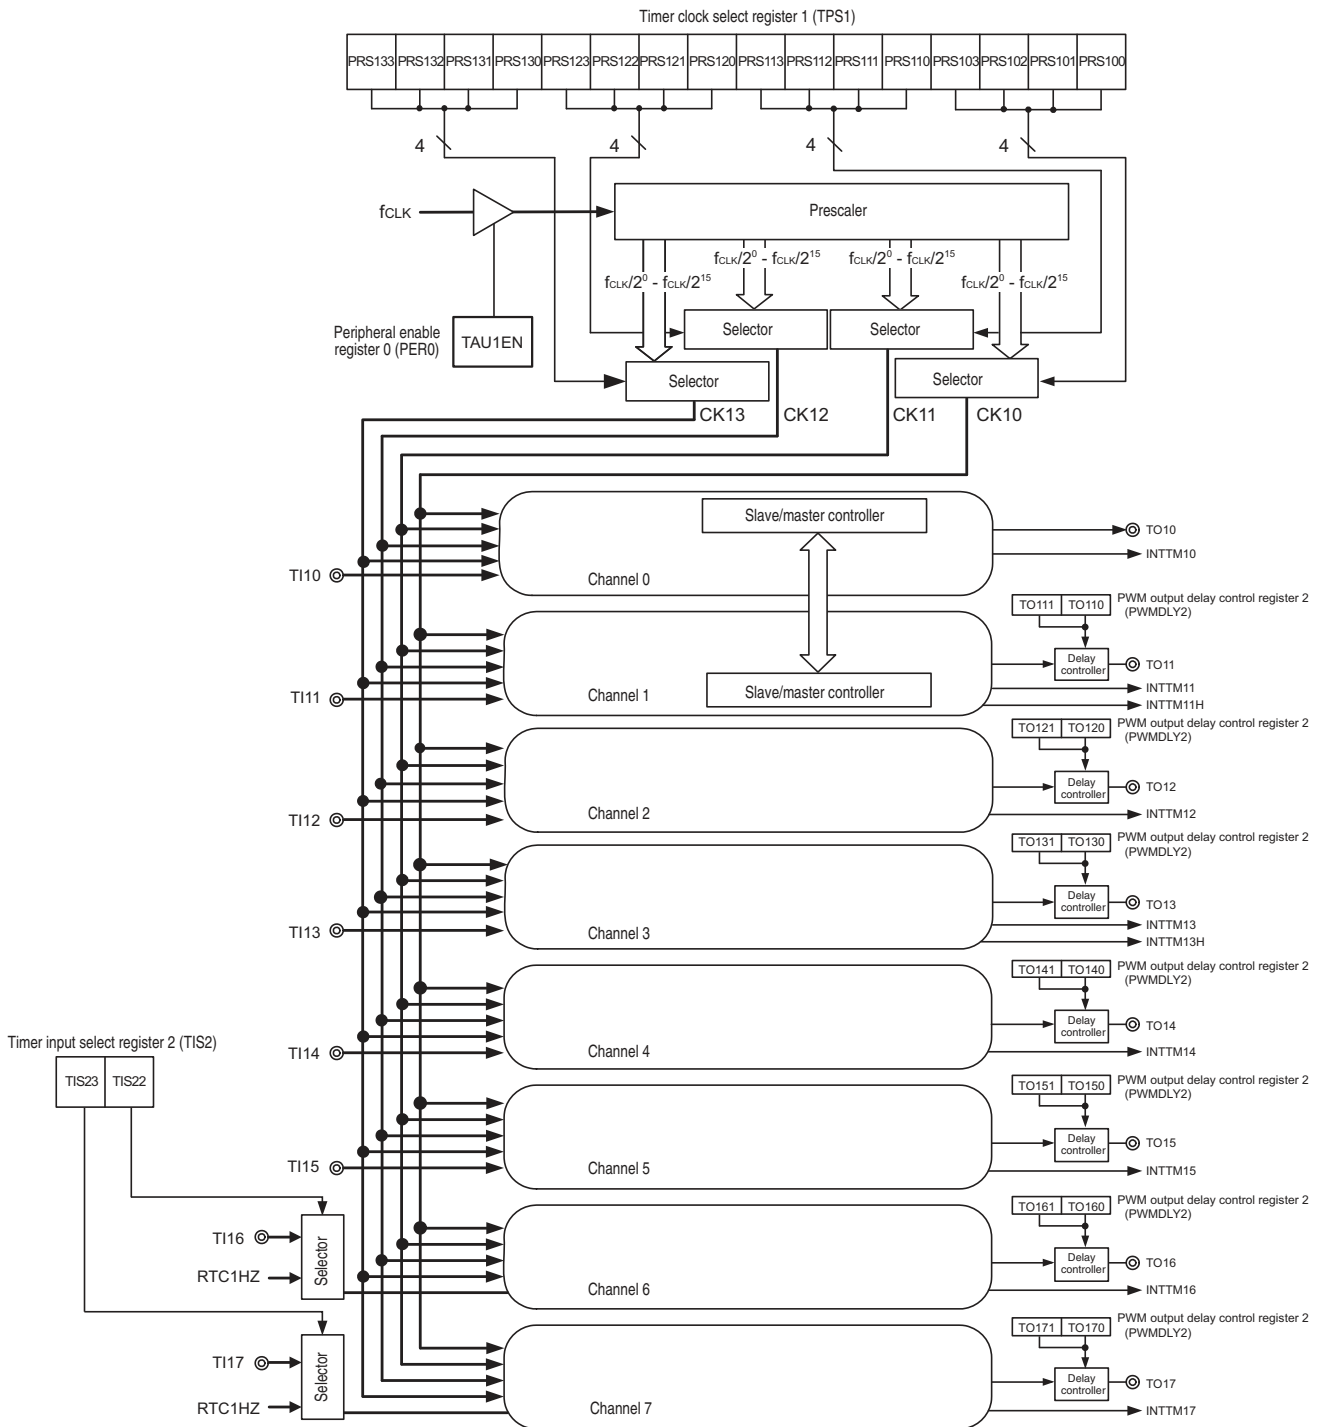 Timer clock select register 1 (TPS1)
PRS133 PRS132 PRS131 PRS130 PRS123 PRS122 PRS121 PRS120 PRS113 PRS112 PRS111 PRS110 PRS103 PRS102 PRS101 PRS100
4 4 4 4
fCLK
Prescaler
fCLK/2⁰ - fCLK/2¹⁵ fCLK/2⁰ - fCLK/2¹⁵
fCLK/2⁰ - fCLK/2¹⁵ fCLK/2⁰ - fCLK/2¹⁵
Peripheral enable
register 0 (PER0)
TAU1EN
Selector Selector
Selector Selector
CK13 CK12 CK11 CK10
Slave/master controller
TO10
INTTM10
TI10
Channel 0
TO111 TO110
PWM output delay control register 2
(PWMDLY2)
Delay
controller
TO11
TI11
Channel 1
Slave/master controller
INTTM11
INTTM11H
TO121 TO120
PWM output delay control register 2
(PWMDLY2)
Delay
controller
TO12
TI12
Channel 2
INTTM12
TO131 TO130
PWM output delay control register 2
(PWMDLY2)
Delay
controller
TO13
TI13
Channel 3
INTTM13
INTTM13H
TO141 TO140
PWM output delay control register 2
(PWMDLY2)
Delay
controller
TO14
TI14
Channel 4
INTTM14
Timer input select register 2 (TIS2)
TIS23 TIS22
TO151 TO150
PWM output delay control register 2
(PWMDLY2)
Delay
controller
TO15
TI15
Channel 5
INTTM15
TO161 TO160
PWM output delay control register 2
(PWMDLY2)
TI16
RTC1HZ
Selector
Delay
controller
TO16
Channel 6
INTTM16
TO171 TO170
PWM output delay control register 2
(PWMDLY2)
TI17
RTC1HZ
Selector
Delay
controller
TO17
Channel 7
INTTM17